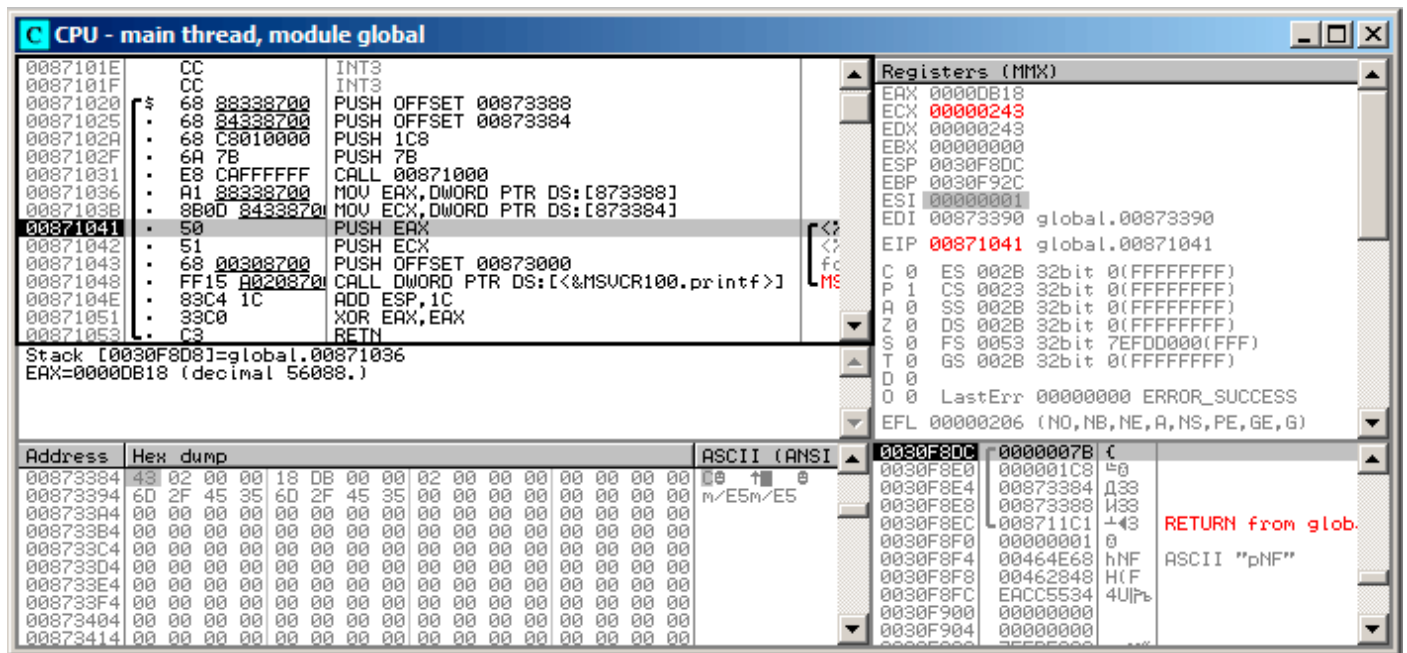 C CPU - main thread, module global
0087101E CC INT3
0087101F CC INT3
00871020 $ 68 88338700 PUSH OFFSET 00873388
00871025 . 68 84338700 PUSH OFFSET 00873384
0087102A . 68 C8010000 PUSH 1C8
0087102F . 6A 7B PUSH 7B
00871031 . E8 CAFFFFFF CALL 00871000
00871036 . A1 88338700 MOV EAX,DWORD PTR DS:[873388]
0087103B . 8B0D 84338700 MOV ECX,DWORD PTR DS:[873384]
00871041 . 50 PUSH EAX
00871042 . 51 PUSH ECX
00871043 . 68 00308700 PUSH OFFSET 00873000
00871048 . FF15 A0208700 CALL DWORD PTR DS:[<&MSVCR100.printf>]
0087104E . 83C4 1C ADD ESP,1C
00871051 . 33C0 XOR EAX,EAX
00871053 . C3 RETN
Stack [0030F8D8]=global.00871036
EAX=0000DB18 (decimal 56088.)
Registers (MMX)
EAX 0000DB18
ECX 00000243
EDX 00000243
EBX 00000000
ESP 0030F8DC
EBP 0030F92C
ESI 00000001
EDI 00873390 global.00873390
EIP 00871041 global.00871041
C 0 ES 002B 32bit 0(FFFFFFFF)
P 1 CS 0023 32bit 0(FFFFFFFF)
A 0 SS 002B 32bit 0(FFFFFFFF)
Z 0 DS 002B 32bit 0(FFFFFFFF)
S 0 FS 0053 32bit 7EFDD000(FFF)
T 0 GS 002B 32bit 0(FFFFFFFF)
D 0
O 0 LastErr 00000000 ERROR_SUCCESS
EFL 00000206 (NO,NB,NE,A,NS,PE,GE,G)
Address Hex dump ASCII (ANSI
00873384 43 02 00 00 18 DB 00 00 02 00 00 00 00 00 00 00
00873394 6D 2F 45 35 6D 2F 45 35 00 00 00 00 00 00 00 00 m/E5m/E5
008733A4 00 00 00 00 00 00 00 00 00 00 00 00 00 00 00 00
008733B4 00 00 00 00 00 00 00 00 00 00 00 00 00 00 00 00
008733C4 00 00 00 00 00 00 00 00 00 00 00 00 00 00 00 00
008733D4 00 00 00 00 00 00 00 00 00 00 00 00 00 00 00 00
008733E4 00 00 00 00 00 00 00 00 00 00 00 00 00 00 00 00
008733F4 00 00 00 00 00 00 00 00 00 00 00 00 00 00 00 00
00873404 00 00 00 00 00 00 00 00 00 00 00 00 00 00 00 00
00873414 00 00 00 00 00 00 00 00 00 00 00 00 00 00 00 00
0030F8DC 0000007B {
0030F8E0 000001C8
0030F8E4 00873384 Д33
0030F8E8 00873388 И33
0030F8EC 008711C1 RETURN from glob
0030F8F0 00000001
0030F8F4 00464E68 hNF ASCII "pNF"
0030F8F8 00462848 H(F
0030F8FC EACC5534
0030F900 00000000
0030F904 00000000